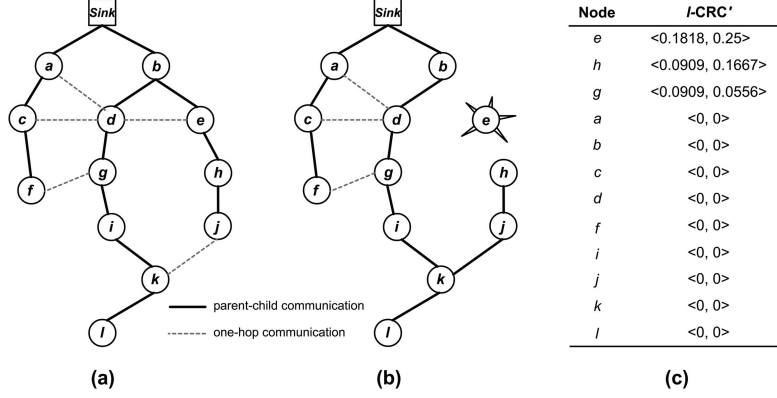 Sink
a
b
c
d
e
f
g
h
i
j
k
l
parent-child communication
one-hop communication
(a)
Sink
a
b
c
d
e
f
g
h
i
j
k
l
(b)
Node l-CRC′
e <0.1818, 0.25>
h <0.0909, 0.1667>
g <0.0909, 0.0556>
a <0, 0>
b <0, 0>
c <0, 0>
d <0, 0>
f <0, 0>
i <0, 0>
j <0, 0>
k <0, 0>
l <0, 0>
(c)